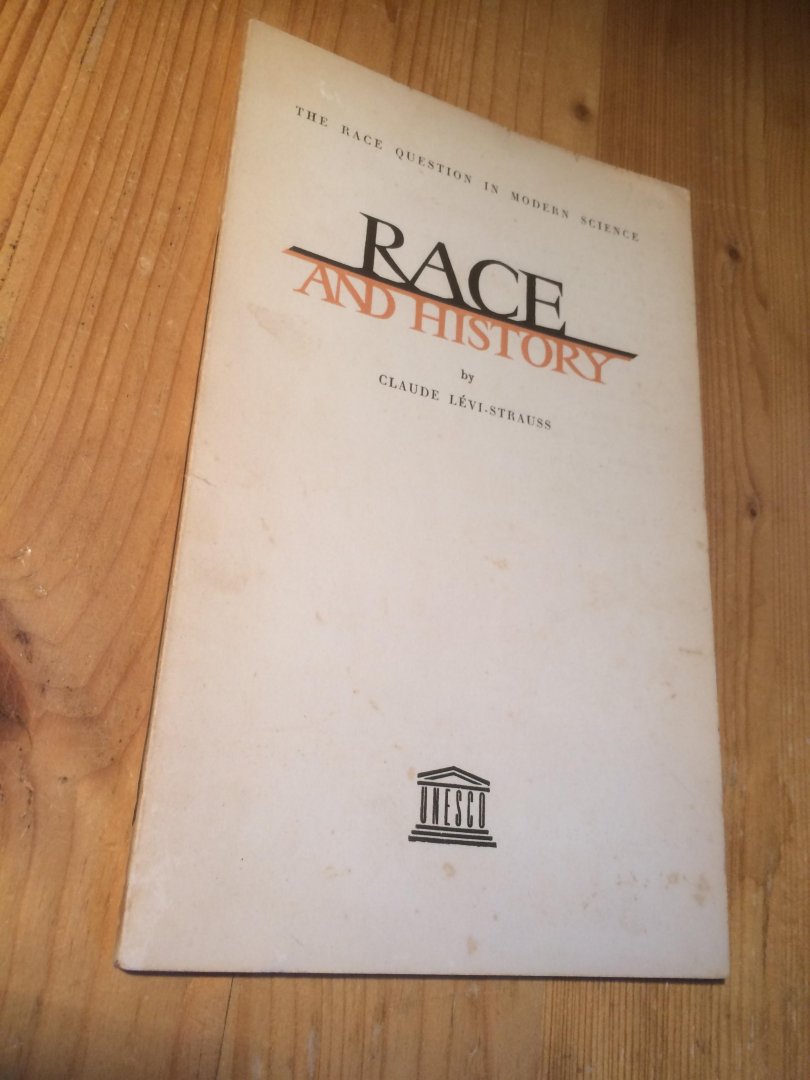 THE RACE QUESTION IN MODERN SCIENCE
RACE
AND HISTORY
by
CLAUDE LÉVI-STRAUSS
UNESCO